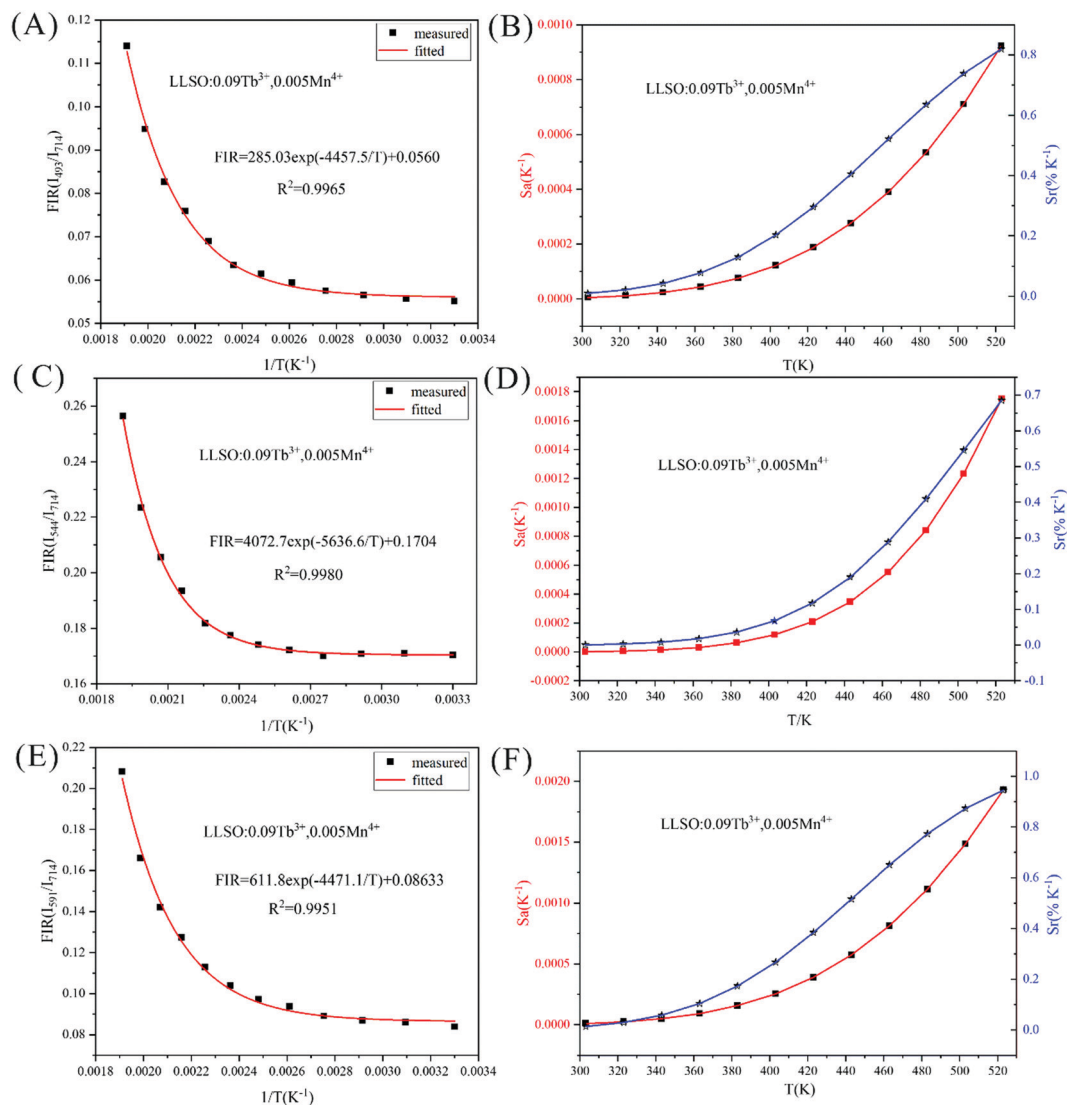 (A)
measured
fitted
LLSO:0.09Tb³⁺,0.005Mn⁴⁺
FIR=285.03exp(-4457.5/T)+0.0560
R²=0.9965
FIR(I₄₉₃/I₇₁₄)
0.12
0.11
0.10
0.09
0.08
0.07
0.06
0.05
0.0018 0.0020 0.0022 0.0024 0.0026 0.0028 0.0030 0.0032 0.0034
1/T(K⁻¹)
(B)
LLSO:0.09Tb³⁺,0.005Mn⁴⁺
Sa(K⁻¹)
0.0010
0.0008
0.0006
0.0004
0.0002
0.0000
Sr(% K⁻¹)
0.8
0.6
0.4
0.2
0.0
300 320 340 360 380 400 420 440 460 480 500 520
T(K)
(C)
measured
fitted
LLSO:0.09Tb³⁺,0.005Mn⁴⁺
FIR=4072.7exp(-5636.6/T)+0.1704
R²=0.9980
FIR(I₅₄₄/I₇₁₄)
0.26
0.24
0.22
0.20
0.18
0.16
0.0018 0.0021 0.0024 0.0027 0.0030 0.0033
1/T(K⁻¹)
(D)
LLSO:0.09Tb³⁺,0.005Mn⁴⁺
Sa(K⁻¹)
0.0018
0.0016
0.0014
0.0012
0.0010
0.0008
0.0006
0.0004
0.0002
0.0000
-0.0002
Sr(% K⁻¹)
0.7
0.6
0.5
0.4
0.3
0.2
0.1
0.0
-0.1
300 320 340 360 380 400 420 440 460 480 500 520
T/K
(E)
measured
fitted
LLSO:0.09Tb³⁺,0.005Mn⁴⁺
FIR=611.8exp(-4471.1/T)+0.08633
R²=0.9951
FIR(I₅₉₁/I₇₁₄)
0.22
0.20
0.18
0.16
0.14
0.12
0.10
0.08
0.0018 0.0020 0.0022 0.0024 0.0026 0.0028 0.0030 0.0032 0.0034
1/T(K⁻¹)
(F)
LLSO:0.09Tb³⁺,0.005Mn⁴⁺
Sa(K⁻¹)
0.0020
0.0015
0.0010
0.0005
0.0000
Sr(% K⁻¹)
1.0
0.8
0.6
0.4
0.2
0.0
300 320 340 360 380 400 420 440 460 480 500 520
T(K)